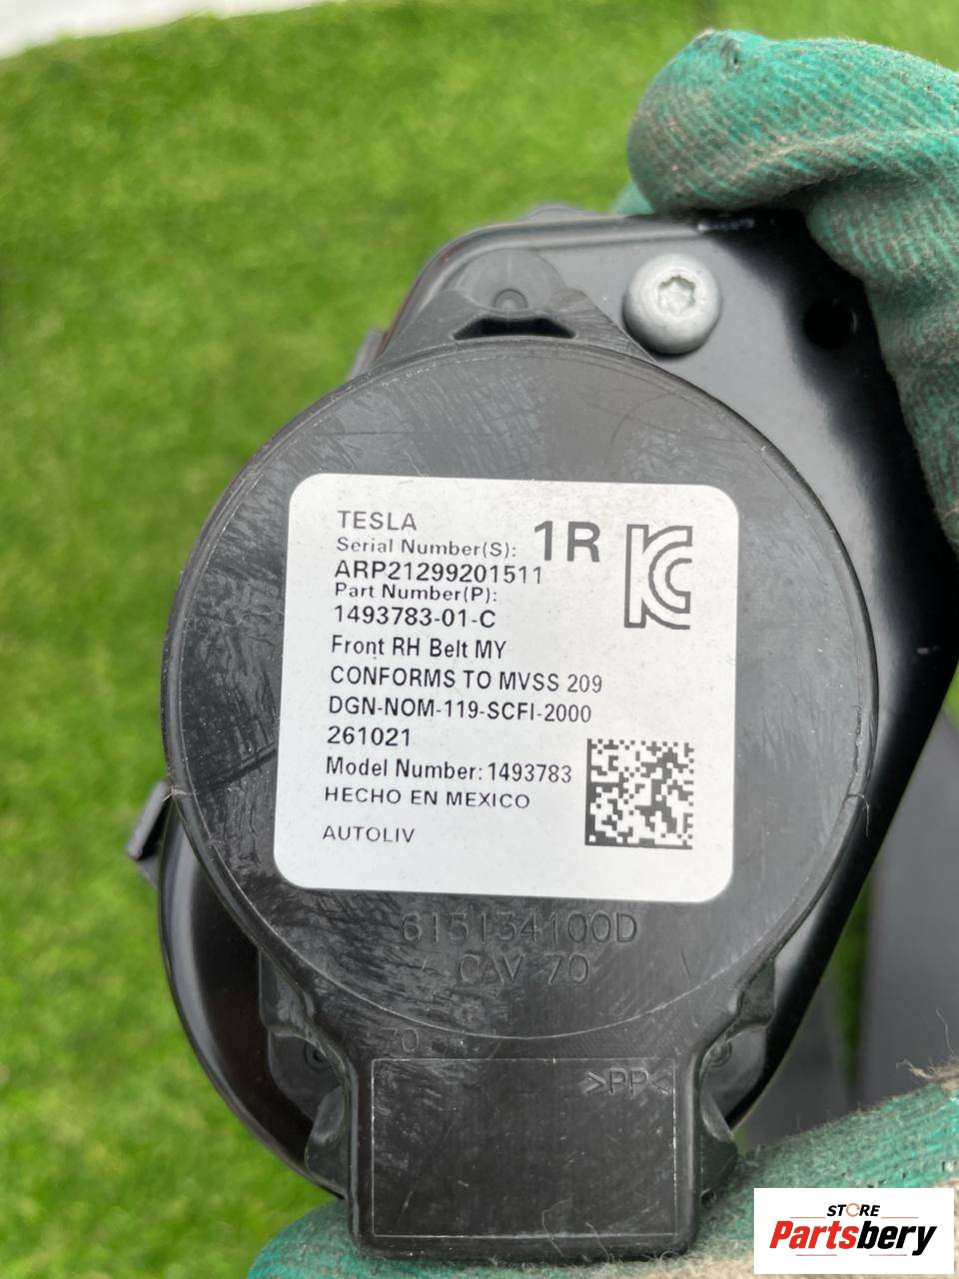 TESLA
Serial Number(S):
1R
ARP21299201511
Part Number(P):
1493783-01-C
Front RH Belt MY
CONFORMS TO MVSS 209
DGN-NOM-119-SCFI-2000
261021
Model Number: 1493783
HECHO EN MEXICO
AUTOLIV
615134100D
CAV 70
70
>PP<
STORE
Partsbery